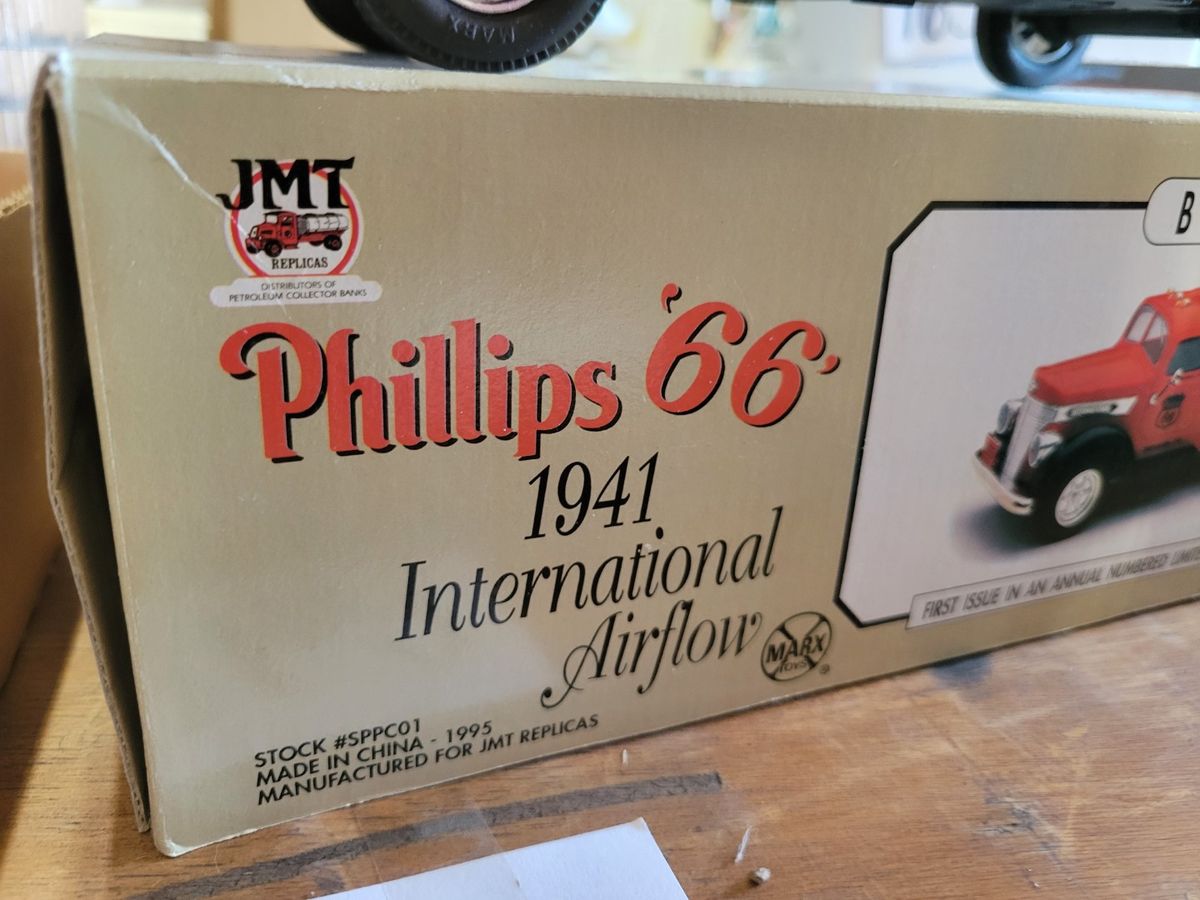 MARX
JMT
REPLICAS
DISTRIBUTORS OF
PETROLEUM COLLECTOR BANKS
Phillips '66'
1941
International
Airflow
MARX
TOYS
®
STOCK #SPPC01
MADE IN CHINA - 1995
MANUFACTURED FOR JMT REPLICAS
B
FIRST ISSUE IN AN ANNUAL NUMBERED